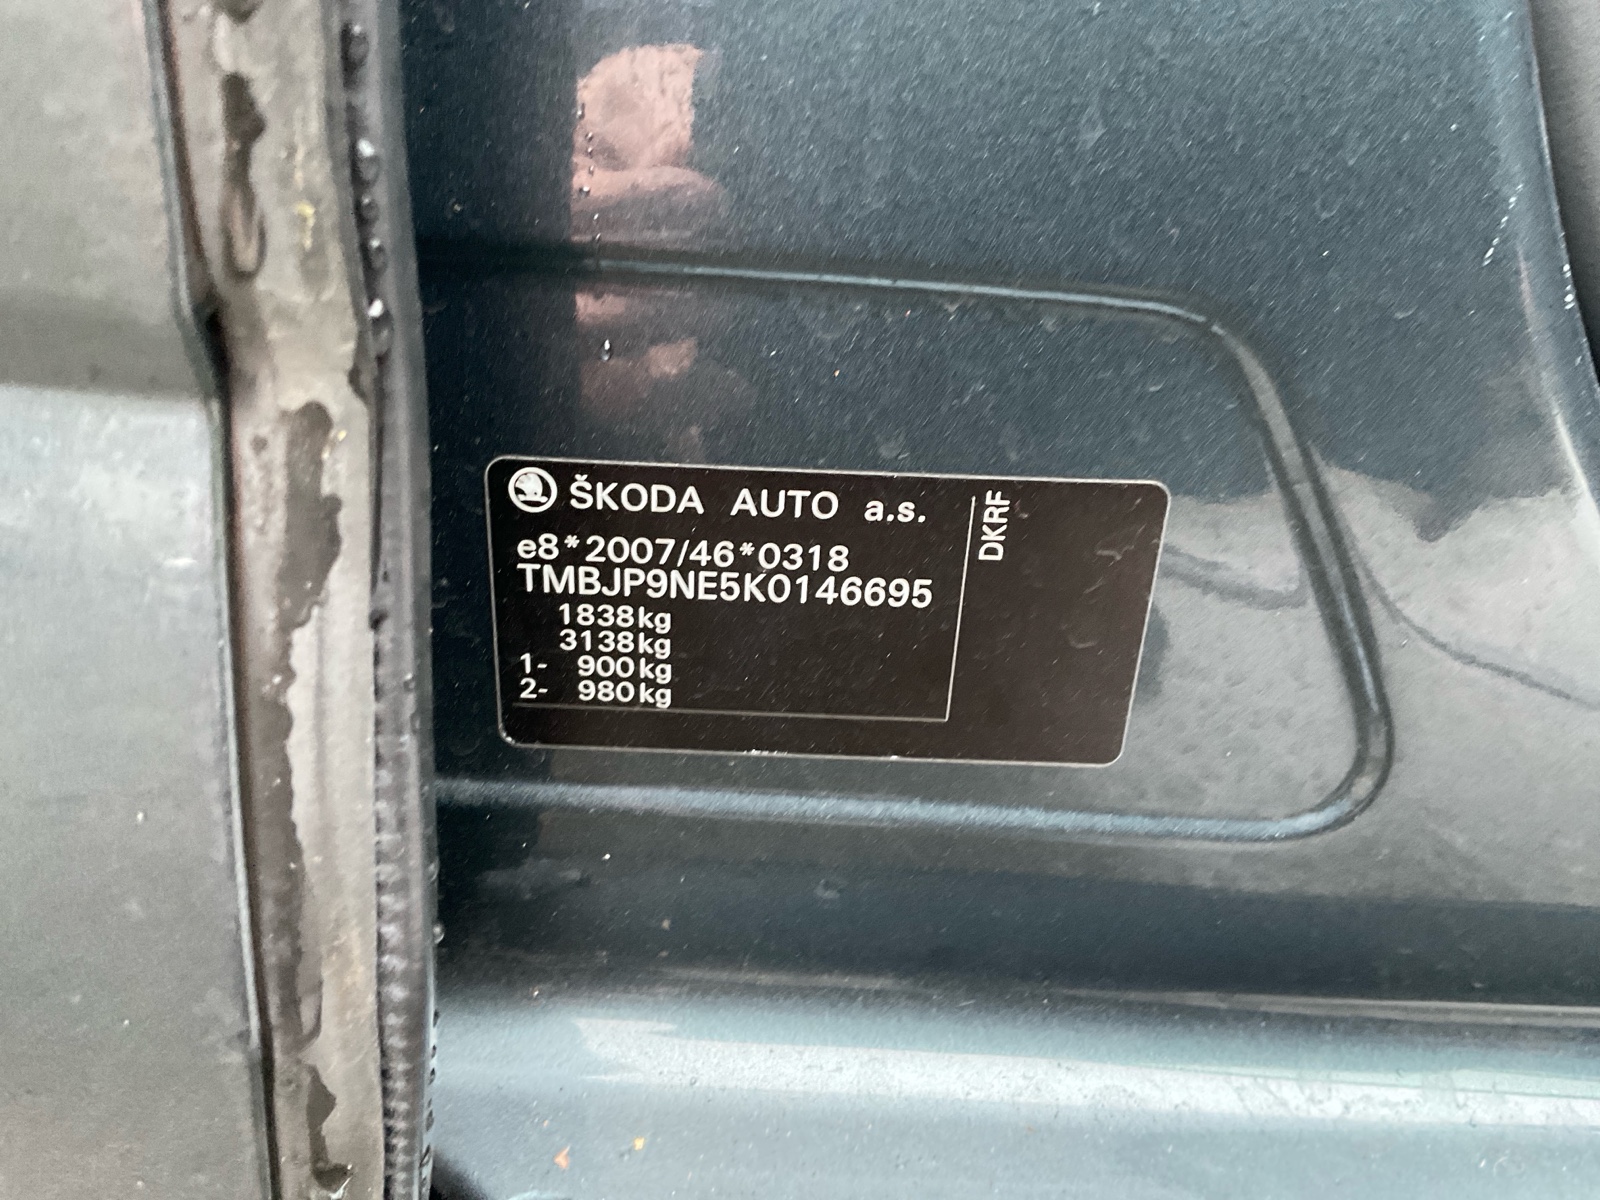 ŠKODA AUTO a.s.
e8*2007/46*0318
TMBJP9NE5K0146695
1838kg
3138kg
1- 900kg
2- 980kg
DKRF